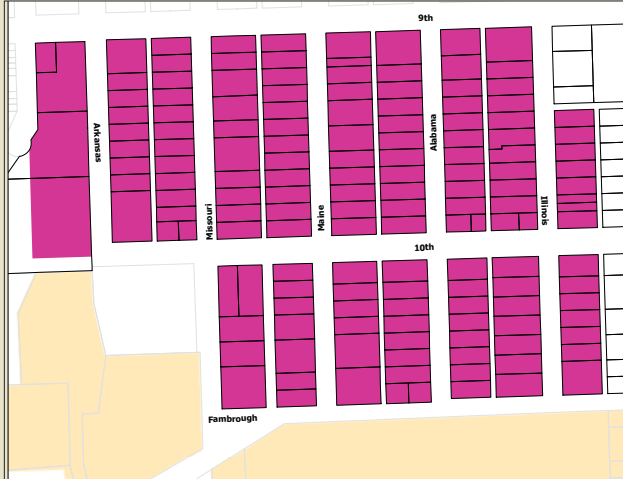 9th
Arkansas
Missouri
Maine
Alabama
Illinois
10th
Fambrough